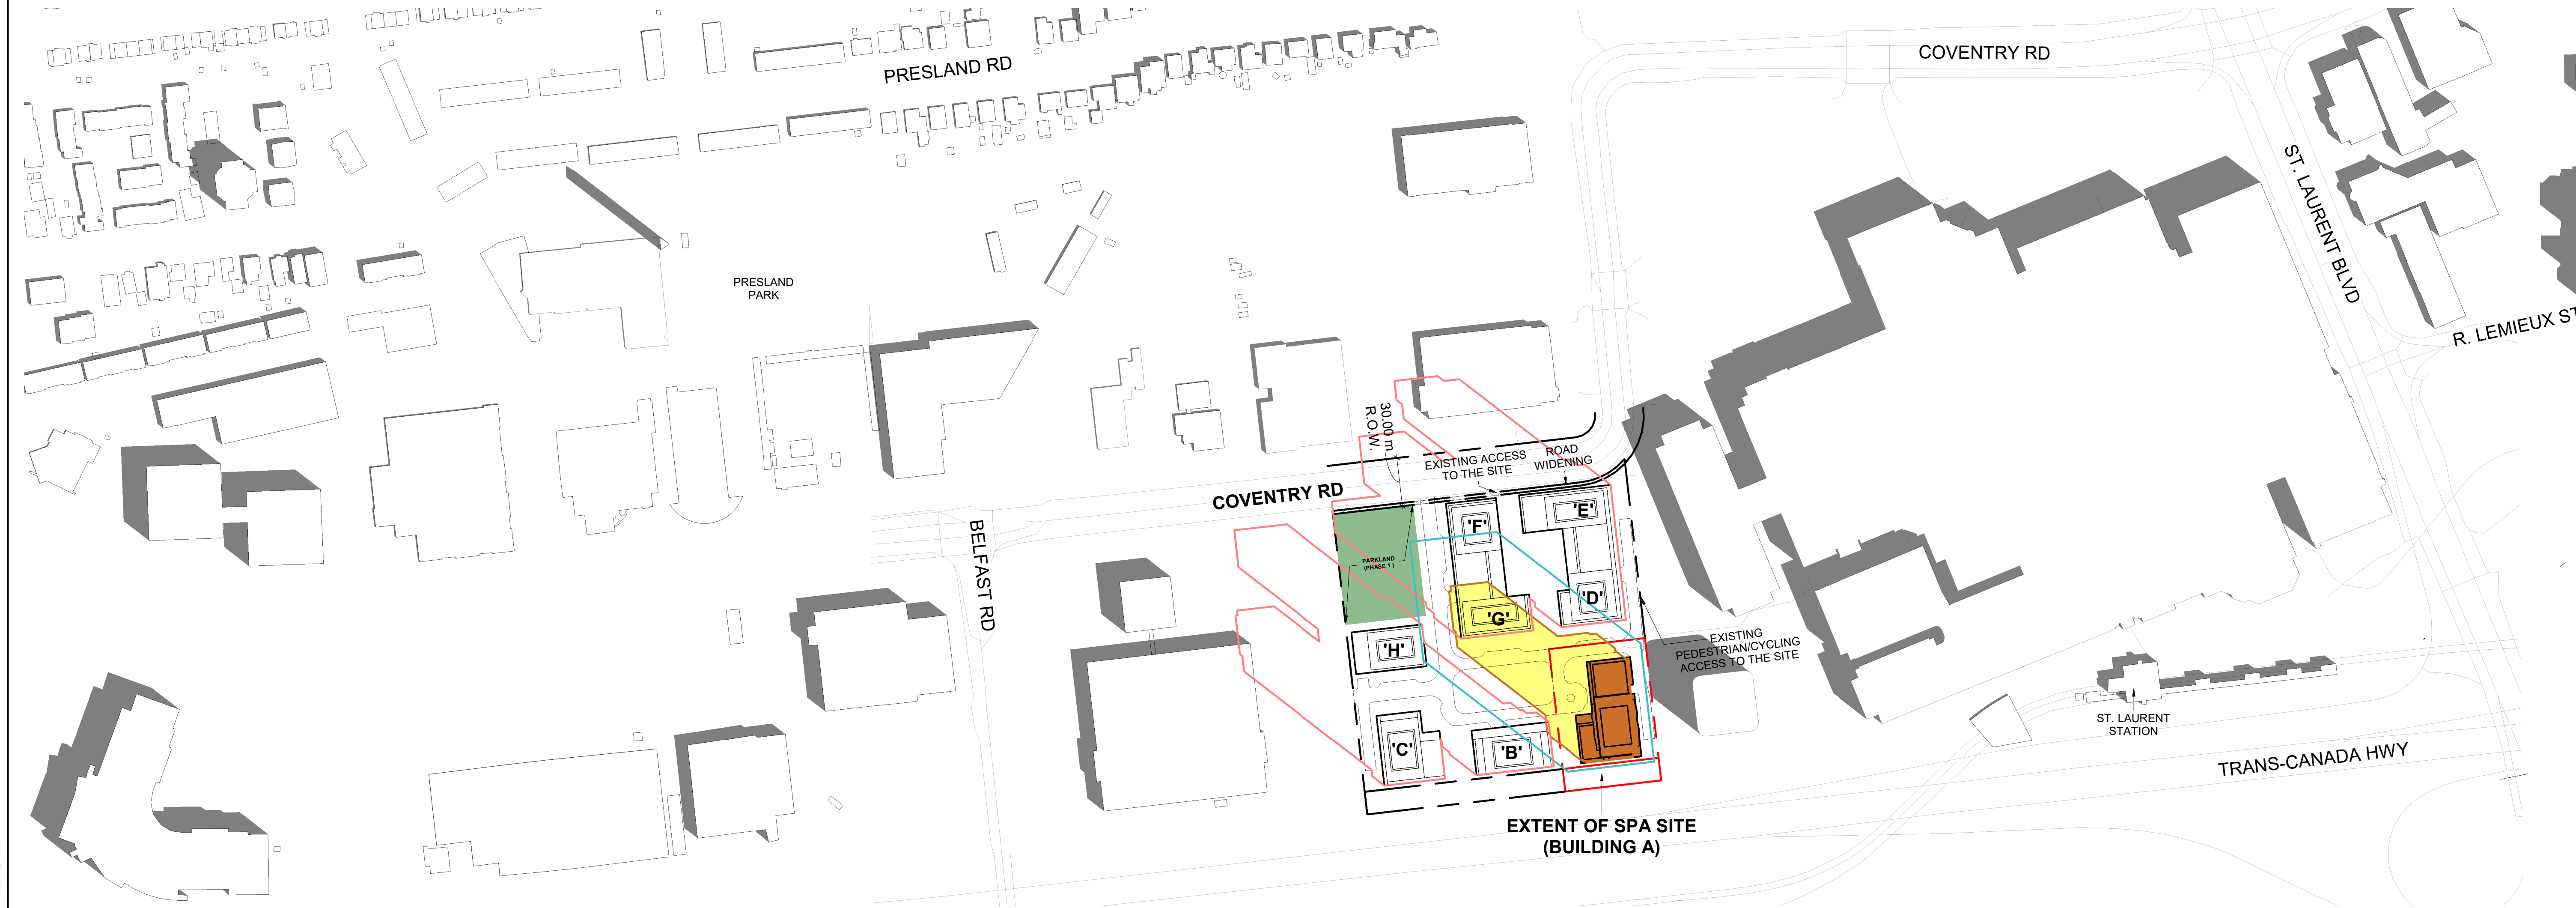 COVENTRY RD
PRESLAND RD
ST. LAURENT BLVD
PRESLAND
PARK
R. LEMIEUX ST
30.00 m
R.O.W.
EXISTING ACCESS
TO THE SITE
ROAD
WIDENING
COVENTRY RD
BELFAST RD
'F'
'E'
PARKLAND
(PHASE 1 )
'D'
'G'
'H'
EXISTING
PEDESTRIAN/CYCLING
ACCESS TO THE SITE
'C'
'B'
ST. LAURENT
STATION
TRANS-CANADA HWY
EXTENT OF SPA SITE
(BUILDING A)